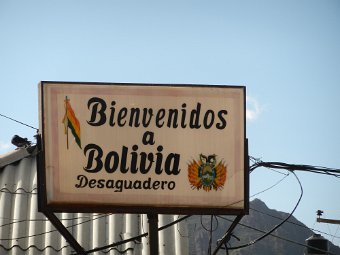 Bienvenidos
a
Bolivia
Desaguadero